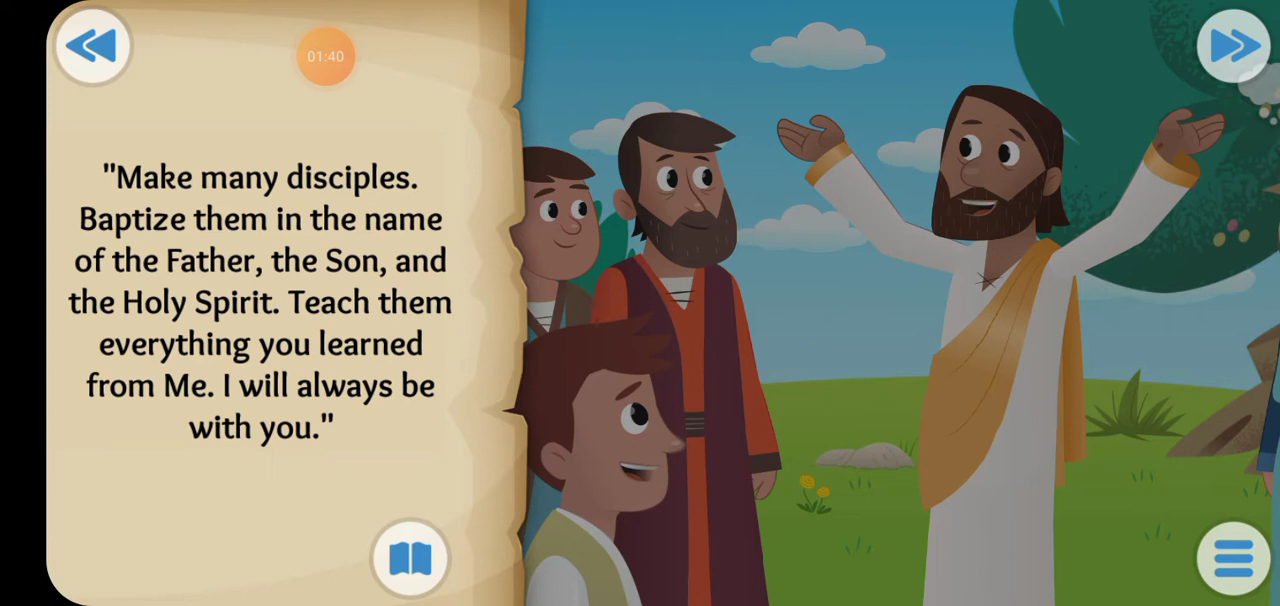 01:40
"Make many disciples.
Baptize them in the name
of the Father, the Son, and
the Holy Spirit. Teach them
everything you learned
from Me. I will always be
with you."